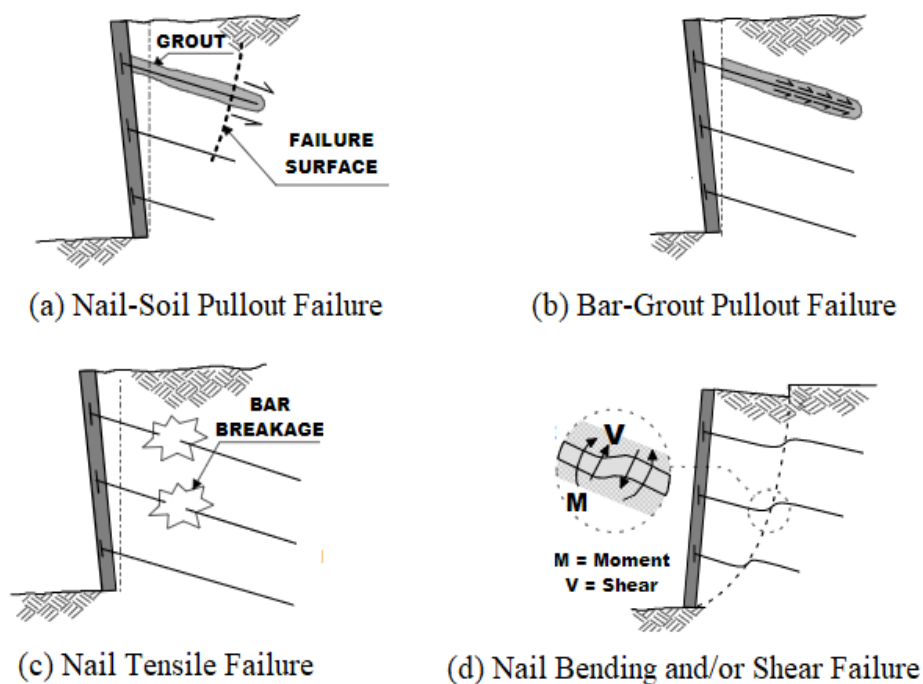 GROUT
FAILURE
SURFACE
(a) Nail-Soil Pullout Failure
(b) Bar-Grout Pullout Failure
BAR
BREAKAGE
V
M
M = Moment
V = Shear
(c) Nail Tensile Failure
(d) Nail Bending and/or Shear Failure